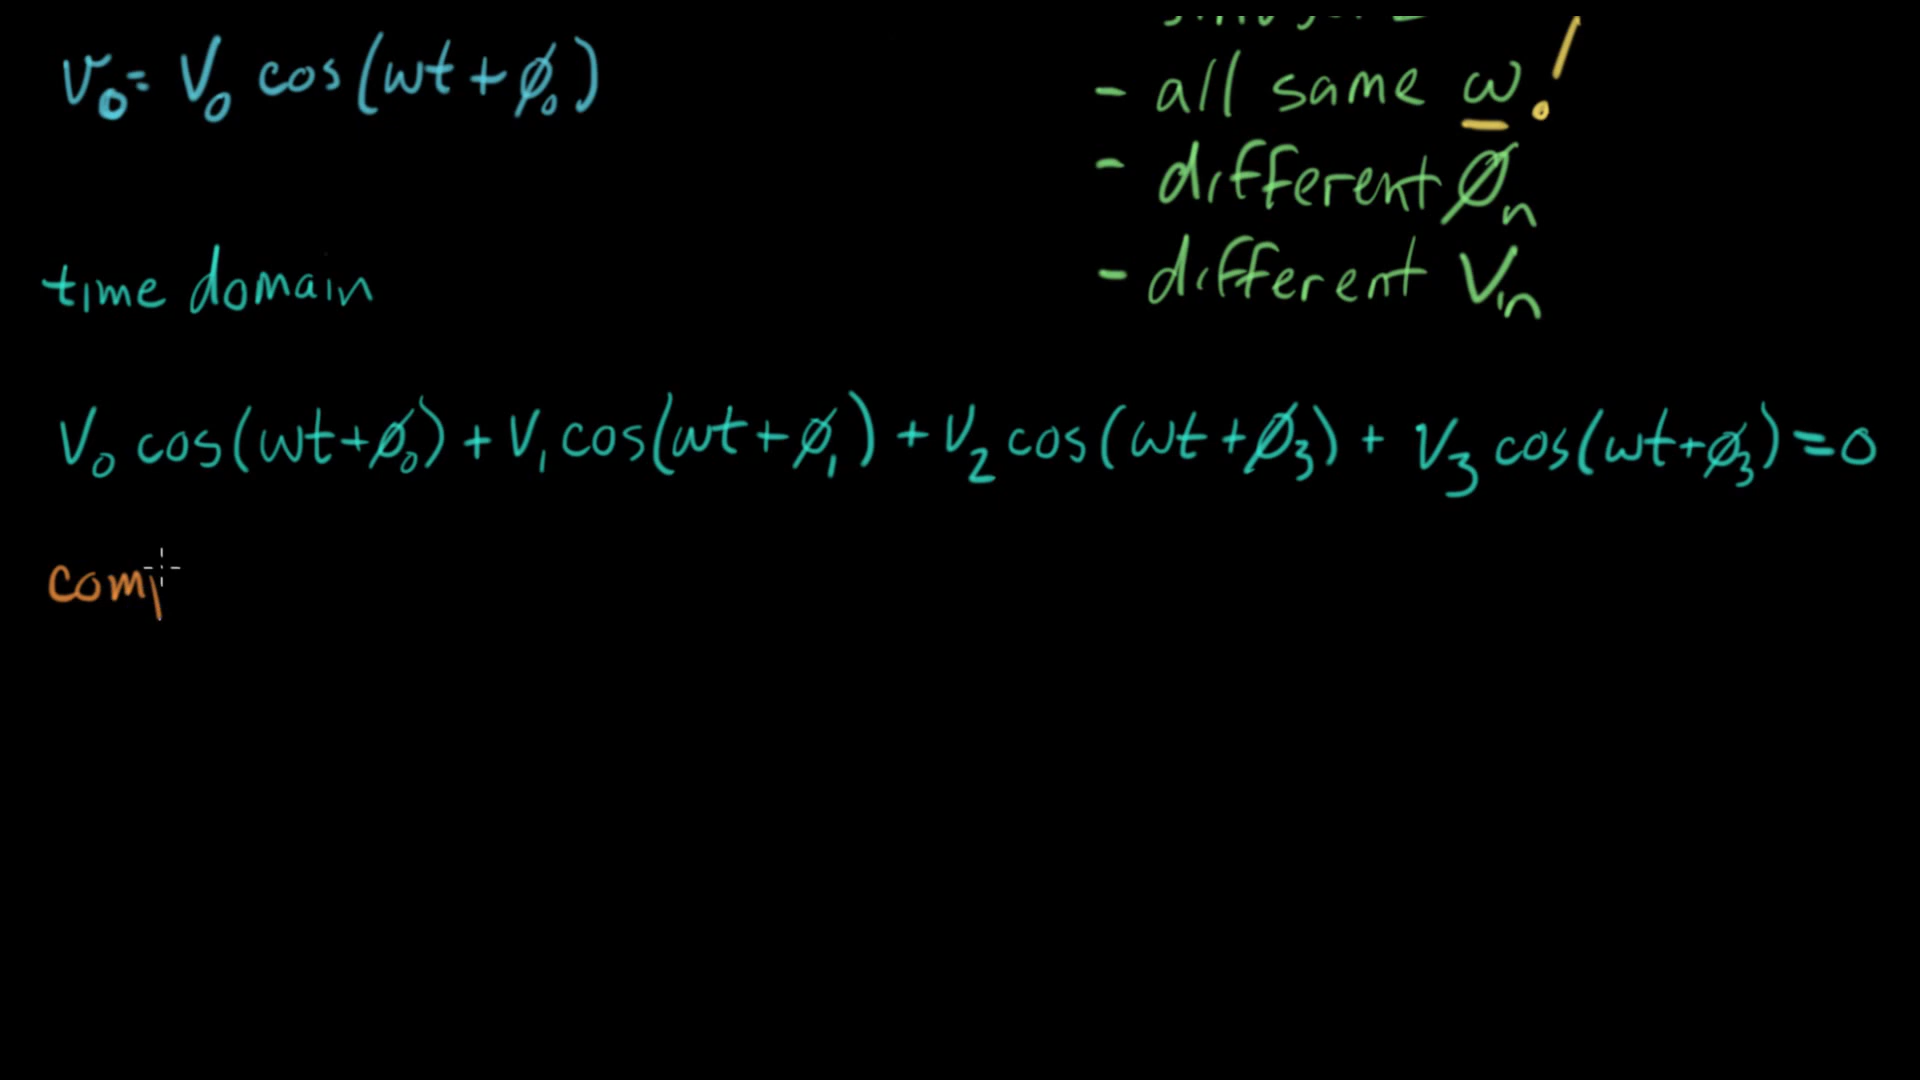 v₀ = V₀ cos(ωt + ϕ₀)
- all same ω!
- different ϕₙ
- different Vₙ
time domain
V₀ cos(ωt+ϕ₀) + V₁ cos(ωt+ϕ₁) + V₂ cos(ωt+ϕ₃) + V₃ cos(ωt+ϕ₃) = 0
comp